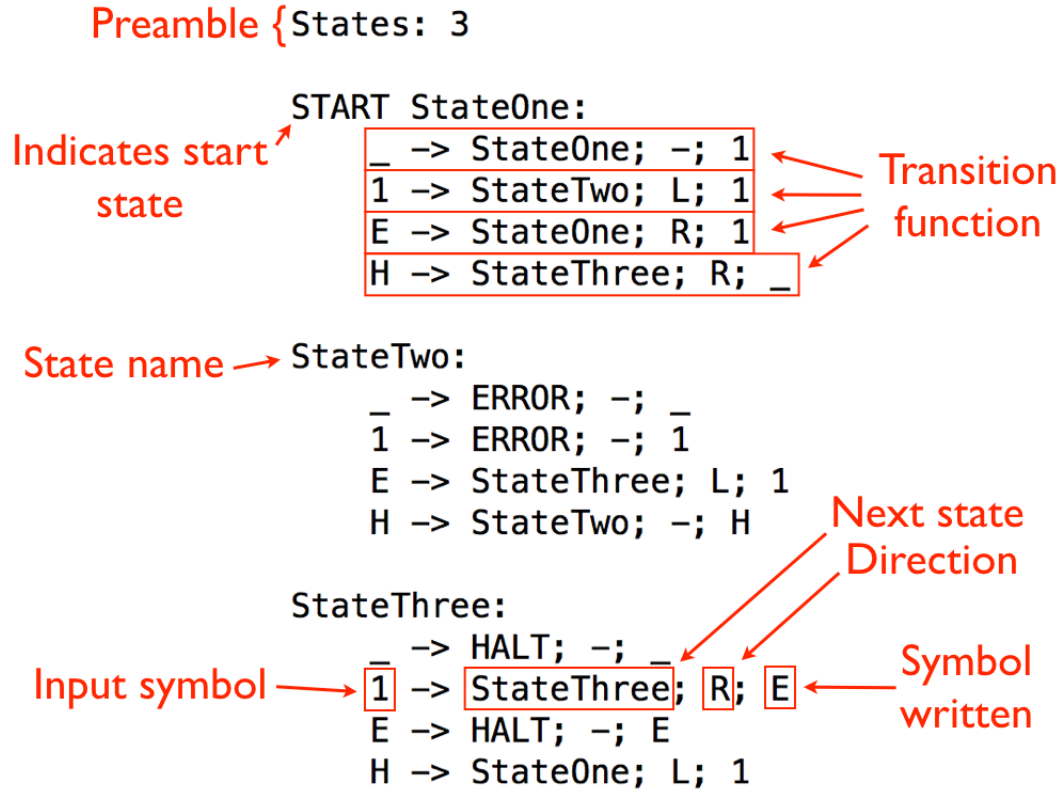 Preamble {States: 3
START StateOne:
Indicates start
state
_ -> StateOne; -; 1
1 -> StateTwo; L; 1
E -> StateOne; R; 1
H -> StateThree; R; _
Transition
function
State name
StateTwo:
_ -> ERROR; -; _
1 -> ERROR; -; 1
E -> StateThree; L; 1
H -> StateTwo; -; H
Next state
Direction
StateThree:
_ -> HALT; -; _
Input symbol
1 -> StateThree; R; E
Symbol
written
E -> HALT; -; E
H -> StateOne; L; 1